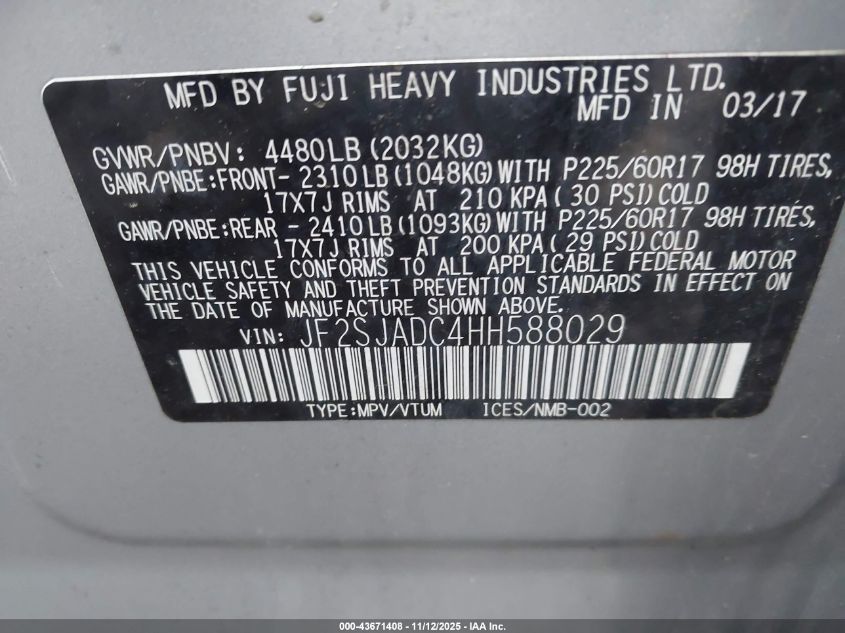 MFD BY FUJI HEAVY INDUSTRIES LTD.
MFD IN 03/17
GVWR/PNBV: 4480LB (2032KG)
GAWR/PNBE:FRONT- 2310LB (1048KG) WITH P225/60R17 98H TIRES,
17X7J RIMS AT 210 KPA (30 PSI) COLD
GAWR/PNBE:REAR - 2410LB (1093KG) WITH P225/60R17 98H TIRES,
17X7J RIMS AT 200 KPA (29 PSI) COLD
THIS VEHICLE CONFORMS TO ALL APPLICABLE FEDERAL MOTOR
VEHICLE SAFETY AND THEFT PREVENTION STANDARDS IN EFFECT ON
THE DATE OF MANUFACTURE SHOWN ABOVE.
VIN: JF2SJADC4HH588029
TYPE:MPV/VTUM ICES/NMB-002
000-43671408 - 11/12/2025 - IAA Inc.